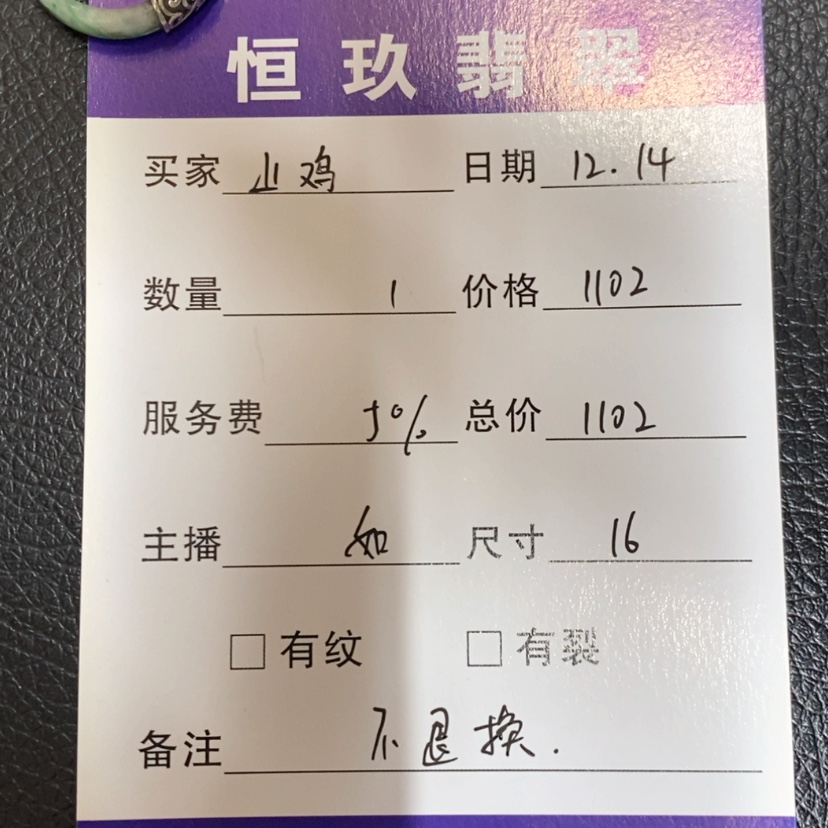 恒玖翡翠
买家 山鸡 日期 12.14
数量 1 价格 1102
服务费 5% 总价 1102
主播 如 尺寸 16
□ 有纹 □ 有裂
备注 不退换.